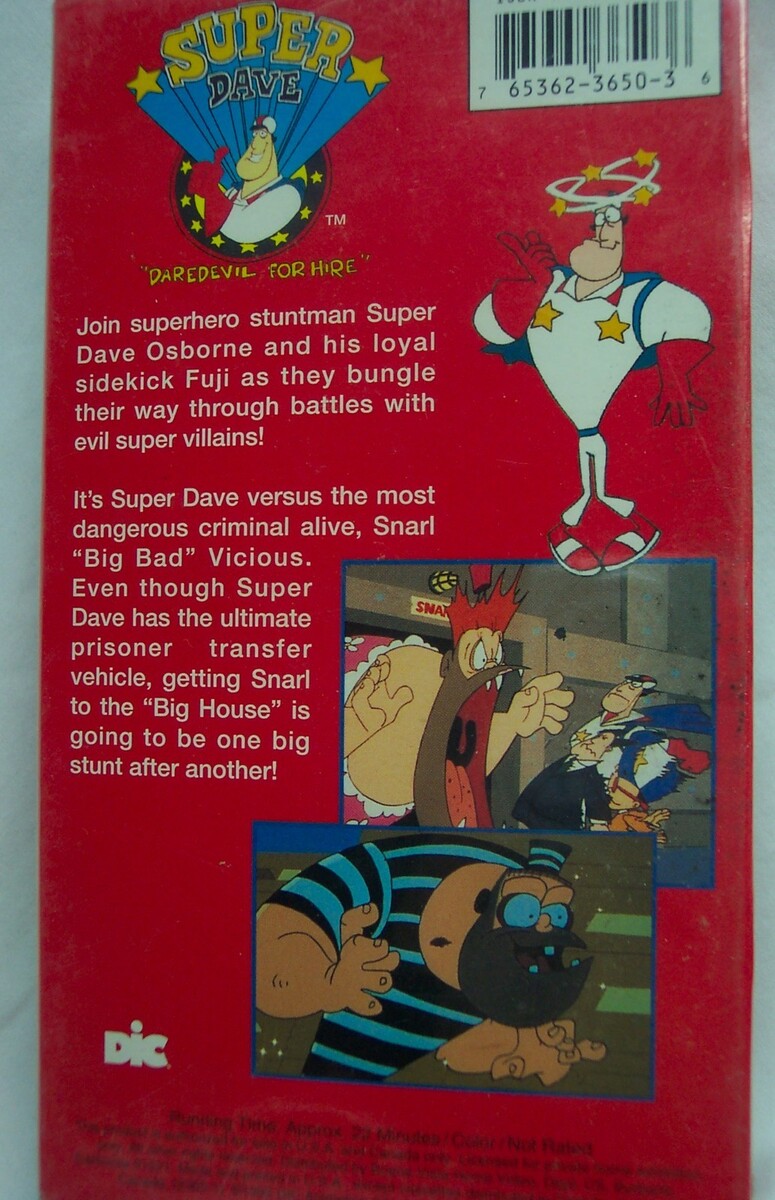 SUPER
DAVE
TM
"DAREDEVIL FOR HIRE"
7 65362-3650-3 6
Join superhero stuntman Super
Dave Osborne and his loyal
sidekick Fuji as they bungle
their way through battles with
evil super villains!
It's Super Dave versus the most
dangerous criminal alive, Snarl
“Big Bad” Vicious.
Even though Super
Dave has the ultimate
prisoner transfer
vehicle, getting Snarl
to the “Big House” is
going to be one big
stunt after another!
DiC
Running Time: Approx. Minutes/Color/Not Rated